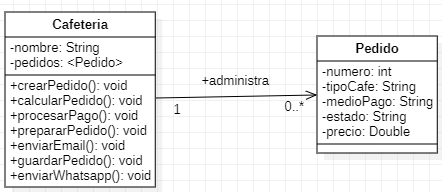 Cafeteria
-nombre: String
-pedidos: <Pedido>
+crearPedido(): void
+calcularPedido(): void
+procesarPago(): void
+prepararPedido(): void
+enviarEmail(): void
+guardarPedido(): void
+enviarWhatsapp(): void
+administra
1
0..*
Pedido
-numero: int
-tipoCafe: String
-medioPago: String
-estado: String
-precio: Double